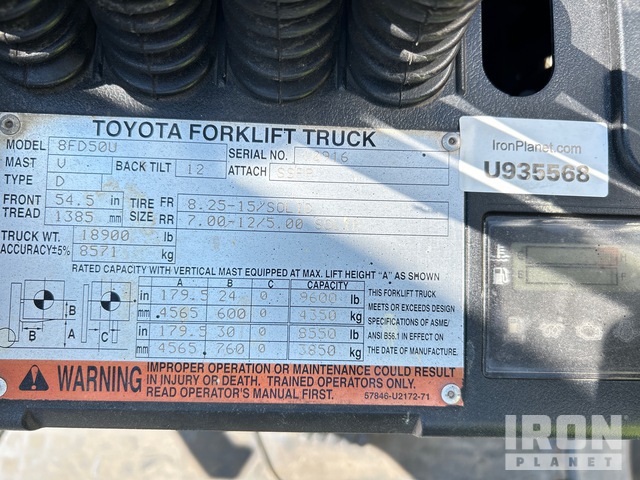 TOYOTA FORKLIFT TRUCK
MODEL 8FD50U SERIAL NO.
MAST V BACK TILT 12 ATTACH
TYPE D
FRONT TREAD 54.5 in 1385 mm TIRE SIZE FR 8.25-15/SOLID
RR 7.00-12/5.00
TRUCK WT. 18900 lb
ACCURACY±5% 8571 kg
RATED CAPACITY WITH VERTICAL MAST EQUIPPED AT MAX. LIFT HEIGHT "A" AS SHOWN
A B C CAPACITY
in 179.5 24 0 9600 lb
mm 4565 600 0 4350 kg
in 179.5 30 0 8550 lb
mm 4565 760 0 3850 kg
B A B C
THIS FORKLIFT TRUCK
MEETS OR EXCEEDS DESIGN
SPECIFICATIONS OF ASME/
ANSI B56.1 IN EFFECT ON
THE DATE OF MANUFACTURE.
WARNING
IMPROPER OPERATION OR MAINTENANCE COULD RESULT
IN INJURY OR DEATH. TRAINED OPERATORS ONLY.
READ OPERATOR'S MANUAL FIRST.
57846-U2172-71
IronPlanet.com
U935568
IRON
PLANET